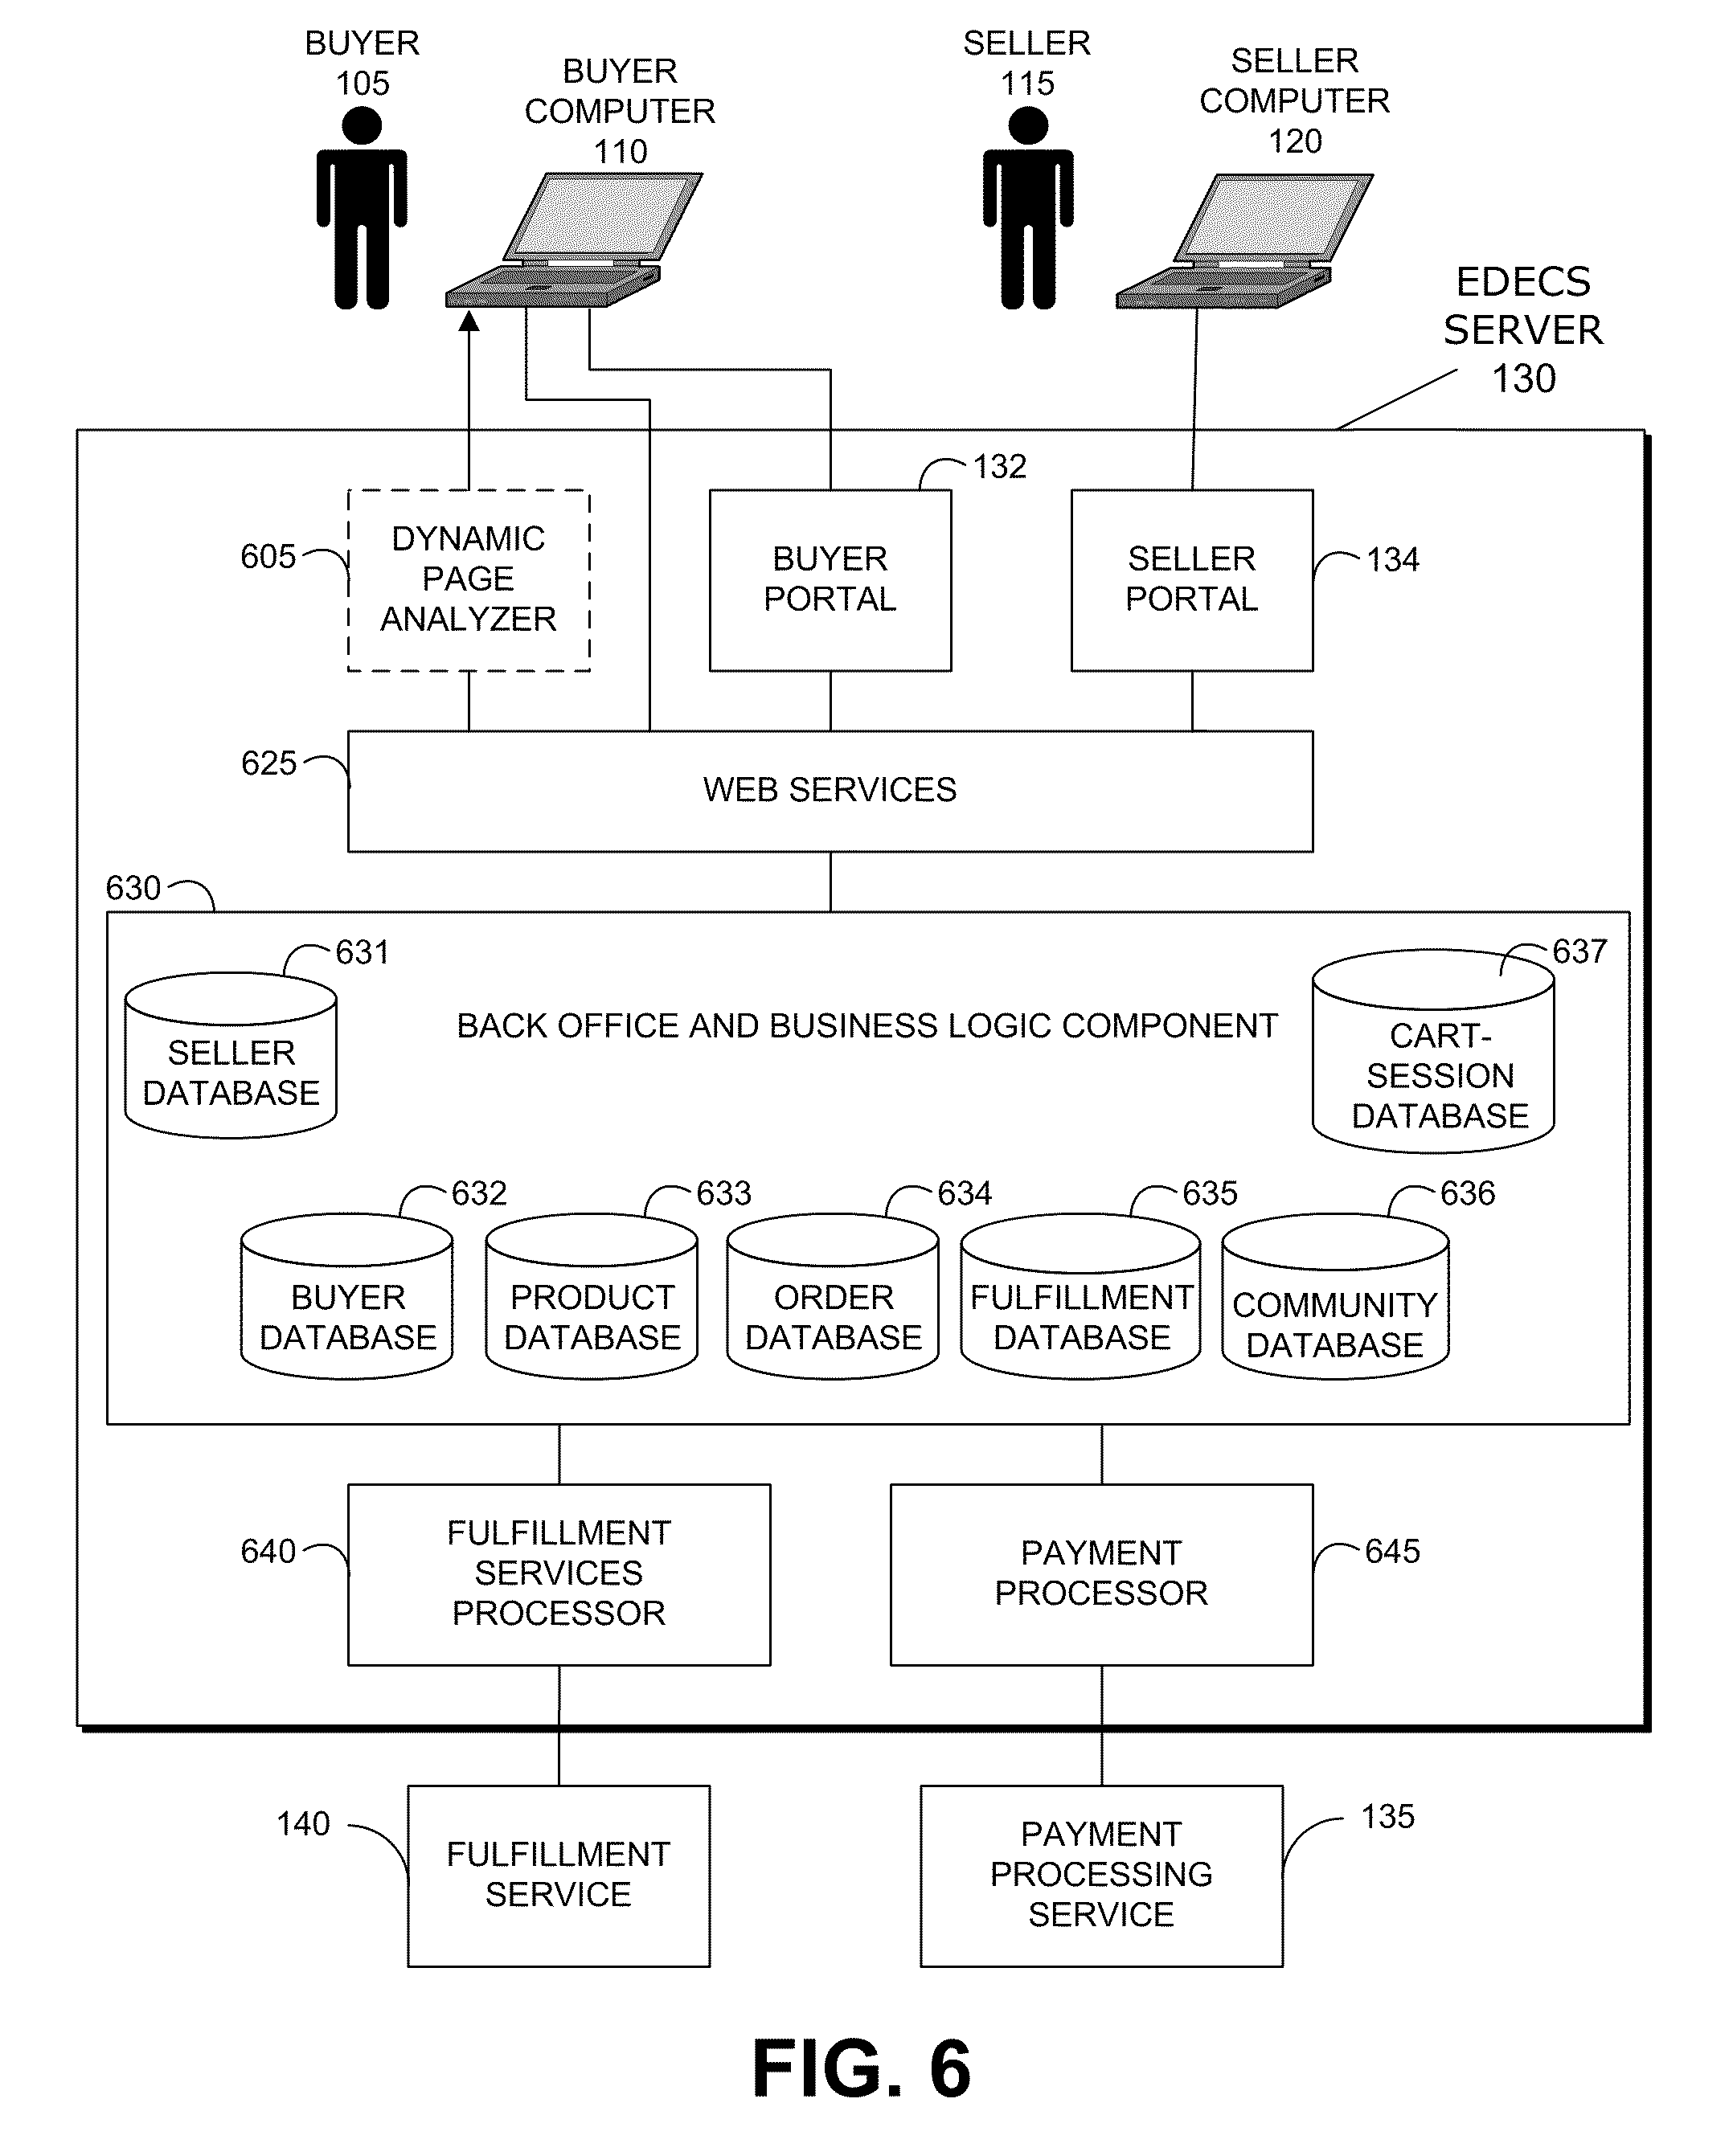 BUYER
105
BUYER
COMPUTER
110
SELLER
115
SELLER
COMPUTER
120
EDECS
SERVER
130
605
DYNAMIC
PAGE
ANALYZER
132
BUYER
PORTAL
SELLER
PORTAL
134
625
WEB SERVICES
630
631
SELLER
DATABASE
BACK OFFICE AND BUSINESS LOGIC COMPONENT
637
CART-
SESSION
DATABASE
632
BUYER
DATABASE
633
PRODUCT
DATABASE
634
ORDER
DATABASE
635
FULFILLMENT
DATABASE
636
COMMUNITY
DATABASE
640
FULFILLMENT
SERVICES
PROCESSOR
PAYMENT
PROCESSOR
645
140
FULFILLMENT
SERVICE
PAYMENT
PROCESSING
SERVICE
135
FIG. 6